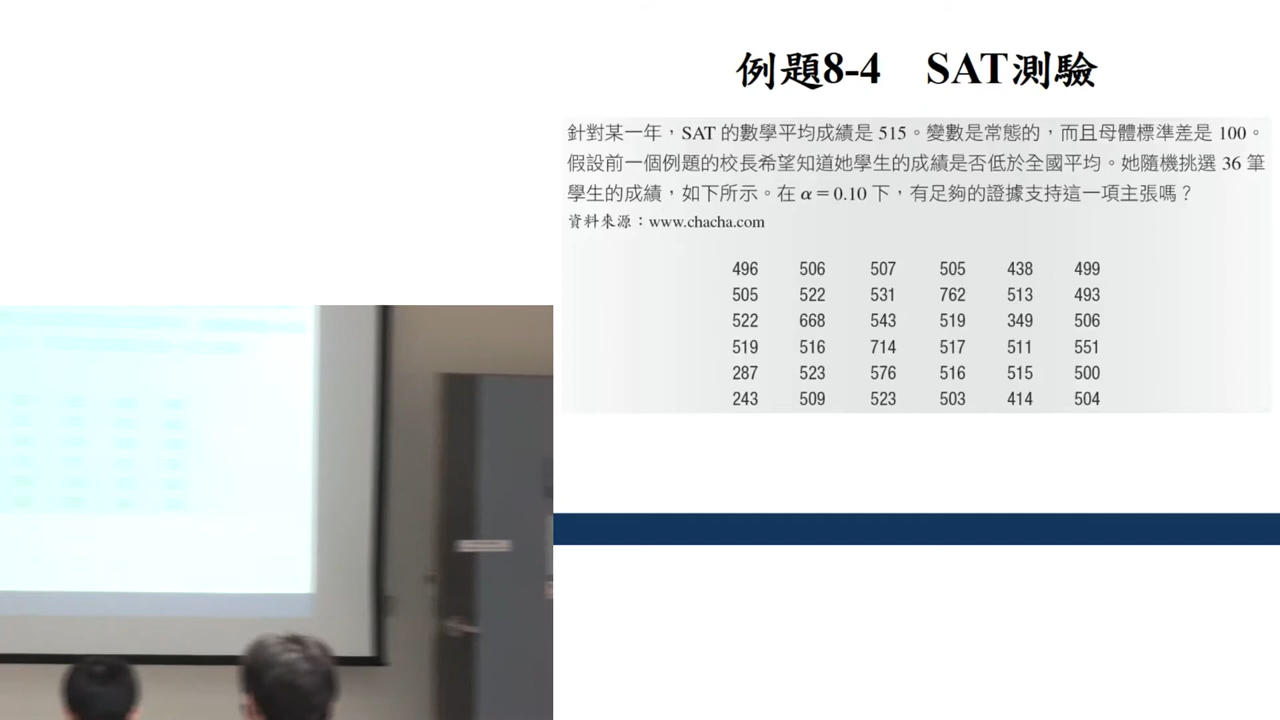 例題8-4 SAT測驗
針對某一年，SAT 的數學平均成績是 515。變數是常態的，而且母體標準差是 100。
假設前一個例題的校長希望知道她學生的成績是否低於全國平均。她隨機挑選 36 筆
學生的成績，如下所示。在 α = 0.10 下，有足夠的證據支持這一項主張嗎？
資料來源：www.chacha.com
496 506 507 505 438 499
505 522 531 762 513 493
522 668 543 519 349 506
519 516 714 517 511 551
287 523 576 516 515 500
243 509 523 503 414 504